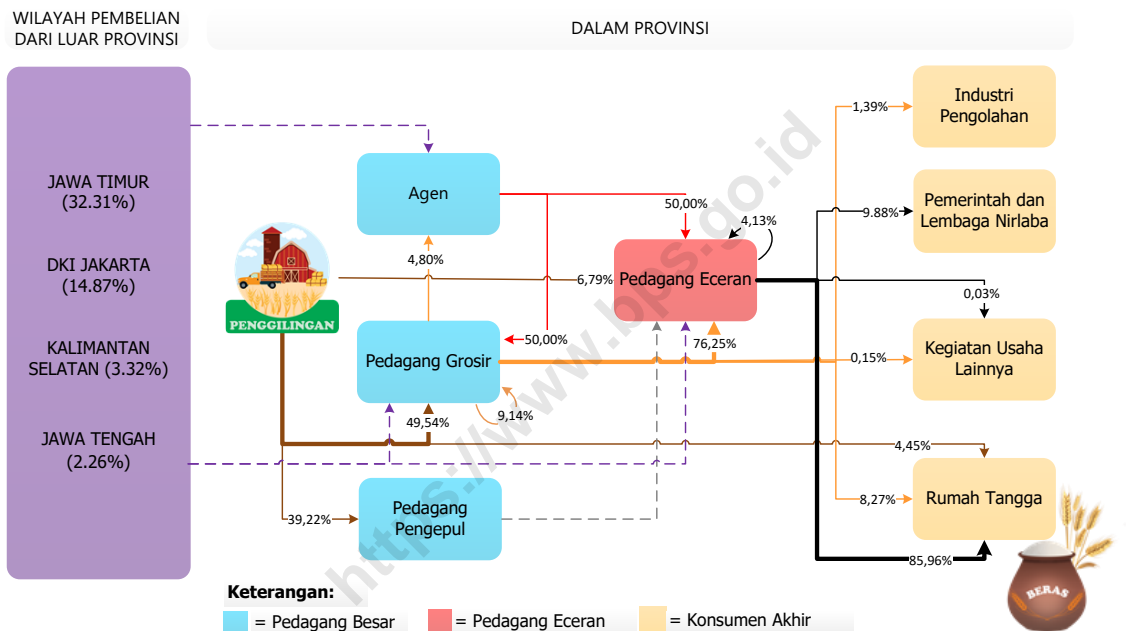 WILAYAH PEMBELIAN
DARI LUAR PROVINSI
DALAM PROVINSI
JAWA TIMUR
(32.31%)
DKI JAKARTA
(14.87%)
KALIMANTAN
SELATAN (3.32%)
JAWA TENGAH
(2.26%)
PENGGILINGAN
Agen
Pedagang Grosir
Pedagang
Pengepul
Pedagang Eceran
Industri
Pengolahan
Pemerintah dan
Lembaga Nirlaba
Kegiatan Usaha
Lainnya
Rumah Tangga
1,39%
50,00%
9.88%
4,13%
4,80%
6,79%
0,03%
50,00%
76,25%
0,15%
49,54%
9,14%
4,45%
8,27%
39,22%
85,96%
BERAS
https://www.bps.go.id
Keterangan:
= Pedagang Besar
= Pedagang Eceran
= Konsumen Akhir